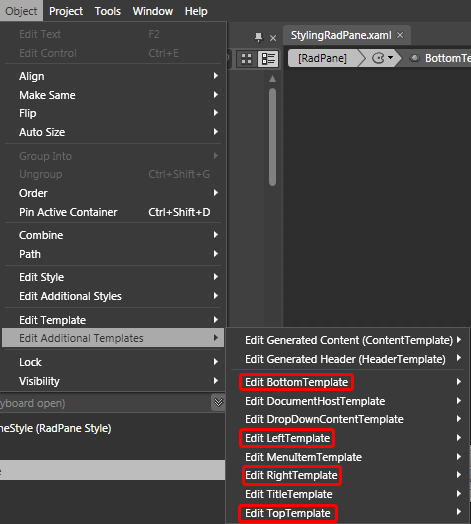 Object Project Tools Window Help
Edit Text F2
Edit Control Ctrl+E
StylingRadPane.xaml ×
[RadPane] BottomTe
Align
Make Same
Flip
Auto Size
Group Into
Ungroup Ctrl+Shift+G
Order
Pin Active Container Ctrl+Shift+D
Combine
Path
Edit Style
Edit Additional Styles
Edit Template
Edit Additional Templates
Lock
Visibility
yboard open)
neStyle (RadPane Style)
e
Edit Generated Content (ContentTemplate)
Edit Generated Header (HeaderTemplate)
Edit BottomTemplate
Edit DocumentHostTemplate
Edit DropDownContentTemplate
Edit LeftTemplate
Edit MenuItemTemplate
Edit RightTemplate
Edit TitleTemplate
Edit TopTemplate